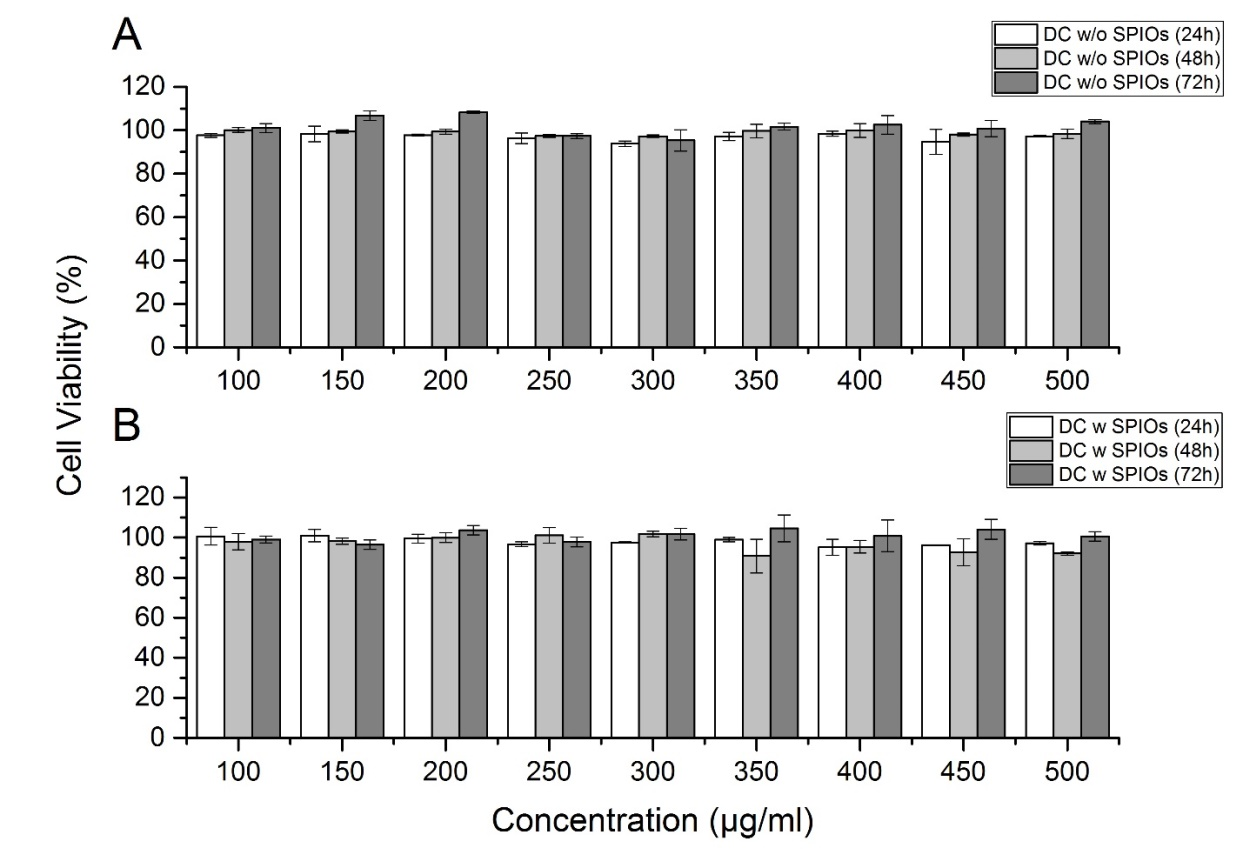 A
DC w/o SPIOs (24h)
DC w/o SPIOs (48h)
DC w/o SPIOs (72h)
120
100
80
60
40
20
0
100 150 200 250 300 350 400 450 500
Cell Viability (%)
B
DC w SPIOs (24h)
DC w SPIOs (48h)
DC w SPIOs (72h)
120
100
80
60
40
20
0
100 150 200 250 300 350 400 450 500
Concentration (µg/ml)